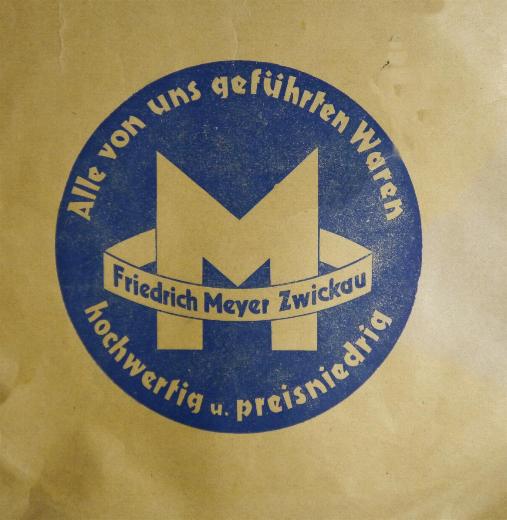 Alle von uns geführten Waren
M
Friedrich Meyer Zwickau
hochwertig u. preisniedrig